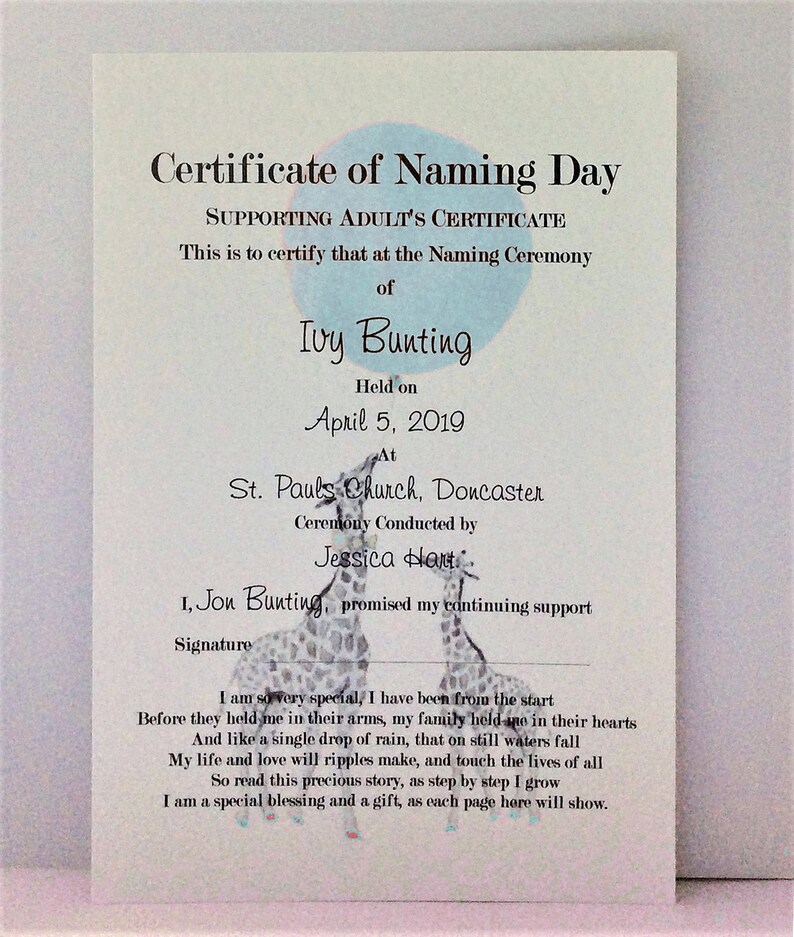 Certificate of Naming Day
Supporting Adult's Certificate
This is to certify that at the Naming Ceremony
of
Ivy Bunting
Held on
April 5, 2019
At
St. Pauls Church, Doncaster
Ceremony Conducted by
Jessica Hart.
I, Jon Bunting, promised my continuing support
Signature
I am so very special, I have been from the start
Before they held me in their arms, my family held me in their hearts
And like a single drop of rain, that on still waters fall
My life and love will ripples make, and touch the lives of all
So read this precious story, as step by step I grow
I am a special blessing and a gift, as each page here will show.